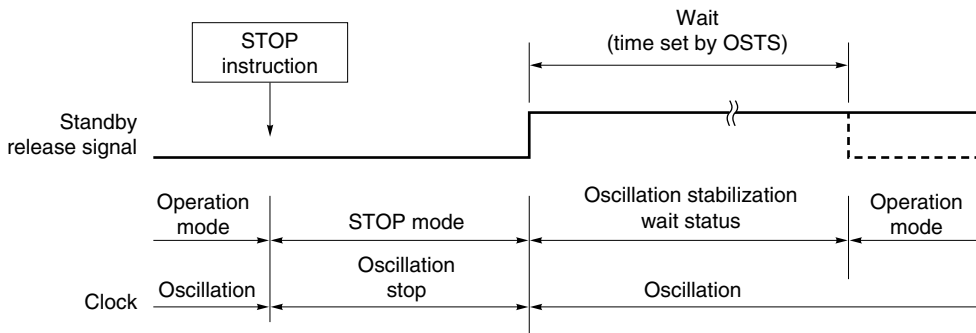 Wait
(time set by OSTS)
STOP
instruction
Standby
release signal
Operation
mode
STOP mode
Oscillation stabilization
wait status
Operation
mode
Clock
Oscillation
Oscillation
stop
Oscillation